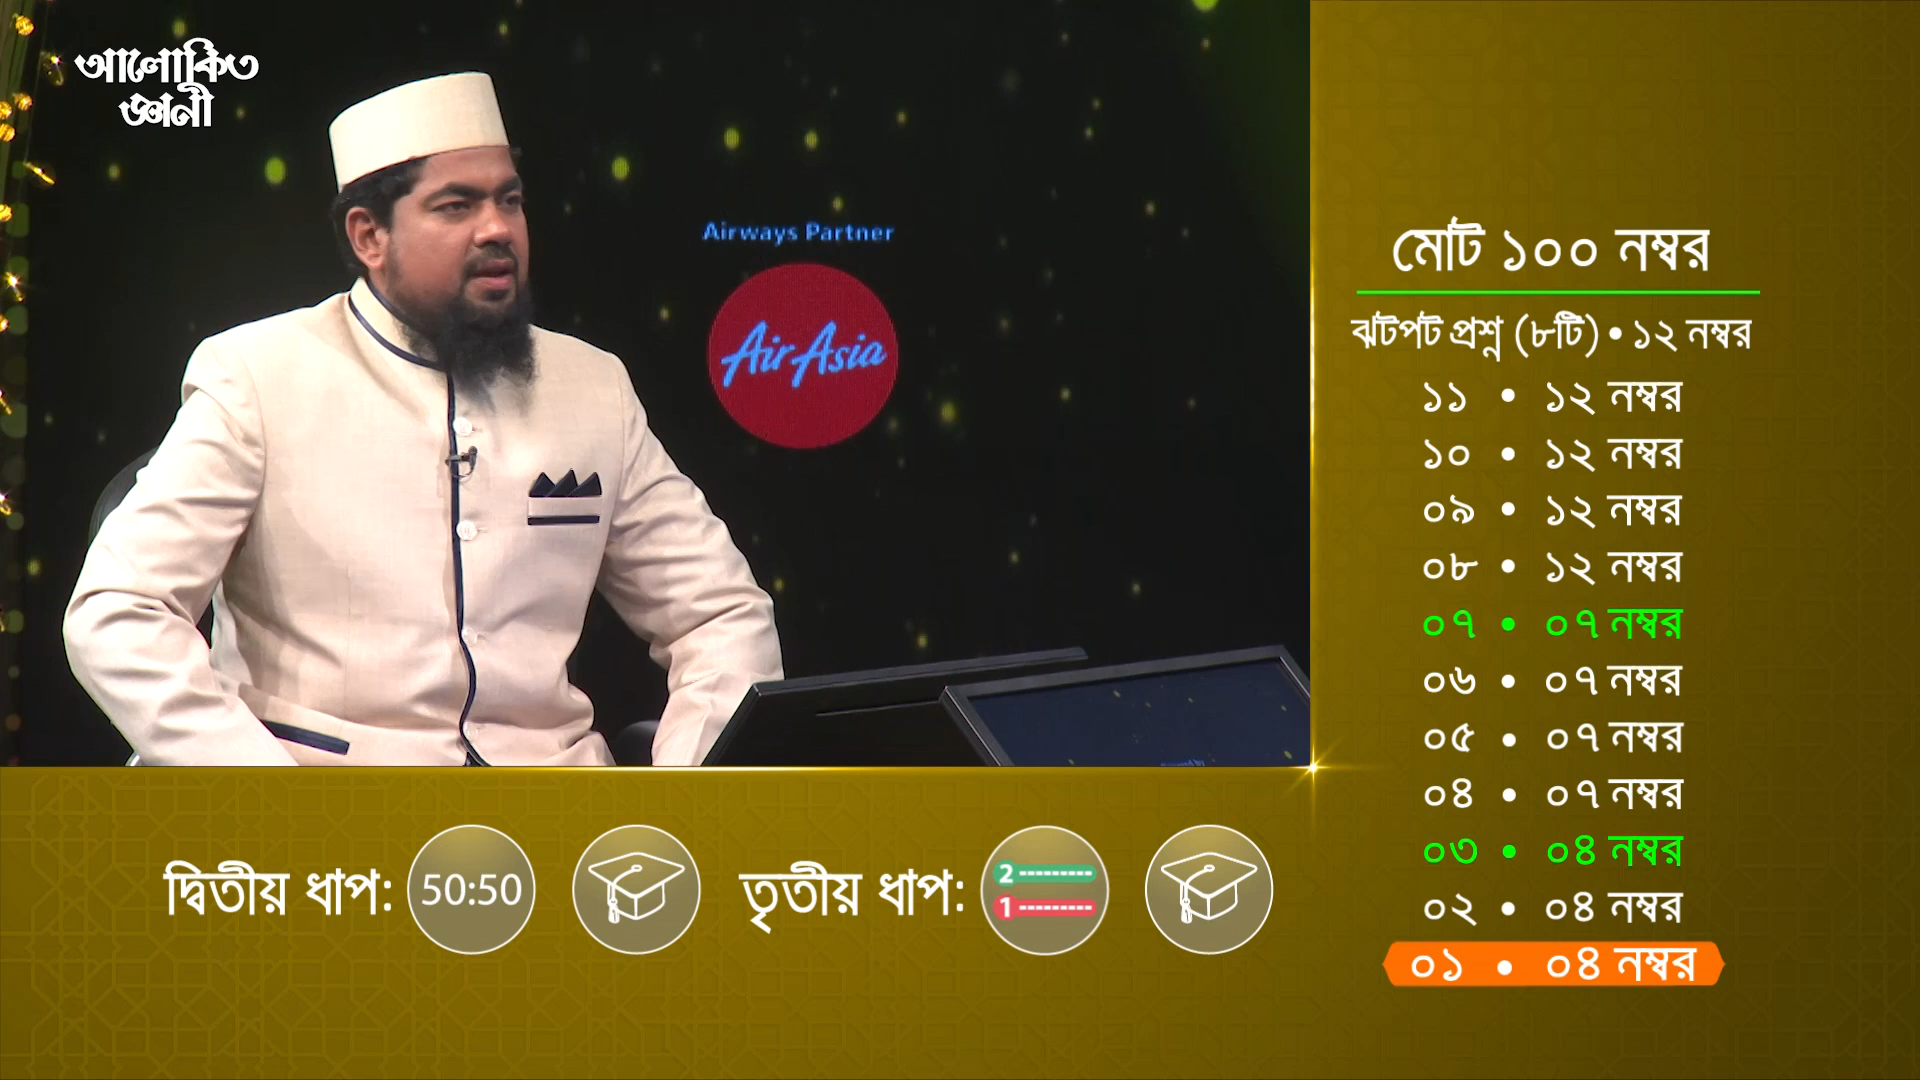 আলোকিত
জ্ঞানী
Airways Partner
AirAsia
মোট ১০০ নম্বর
ঝটপট প্রশ্ন (৮টি) • ১২ নম্বর
১১ • ১২ নম্বর
১০ • ১২ নম্বর
০৯ • ১২ নম্বর
০৮ • ১২ নম্বর
০৭ • ০৭ নম্বর
০৬ • ০৭ নম্বর
০৫ • ০৭ নম্বর
০৪ • ০৭ নম্বর
০৩ • ০৪ নম্বর
০২ • ০৪ নম্বর
০১ • ০৪ নম্বর
দ্বিতীয় ধাপ: 50:50 তৃতীয় ধাপ:
2 ---------
1 ---------